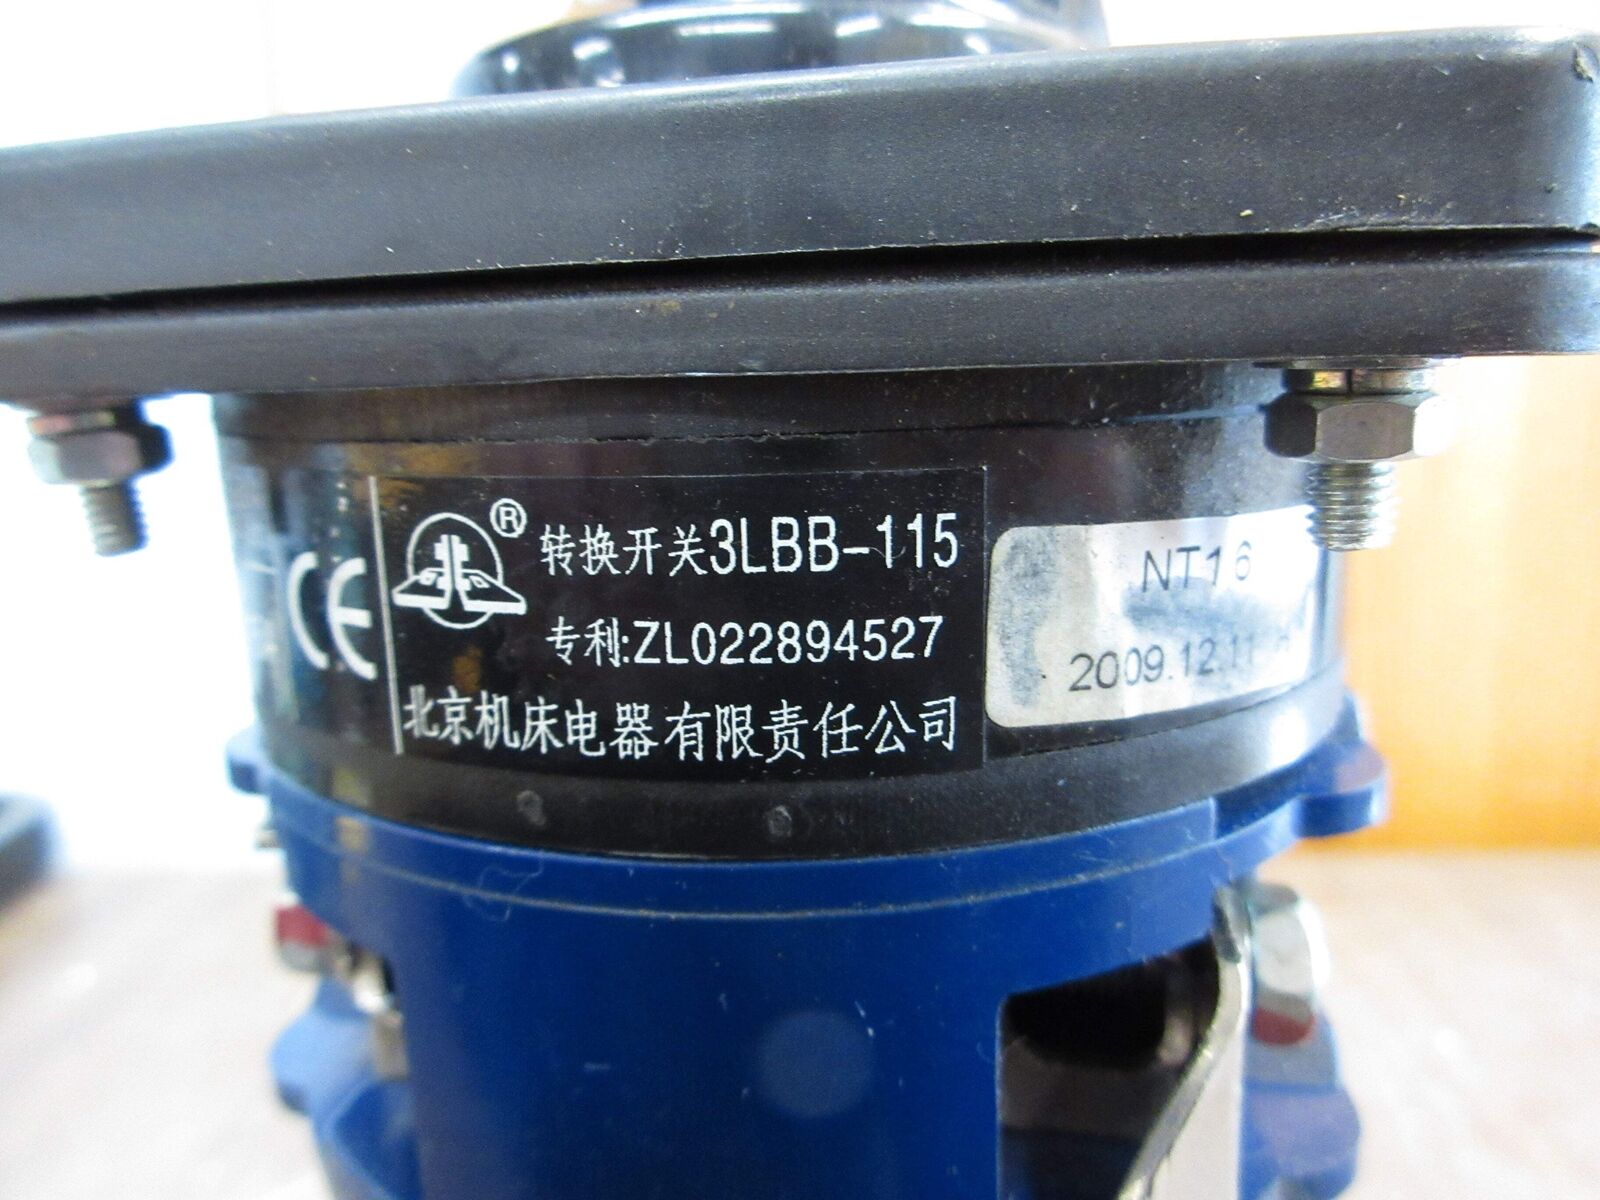 CE
®
转换开关3LBB-115
专利:ZL022894527
北京机床电器有限责任公司
NT16
2009.12.11